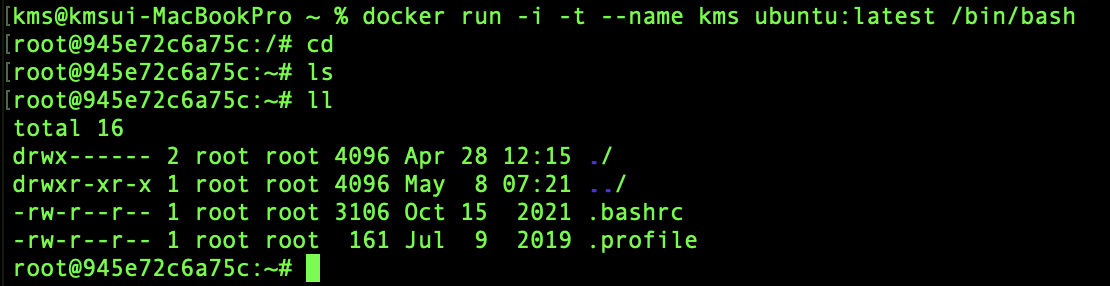 kms@kmsui-MacBookPro ~ % docker run -i -t --name kms ubuntu:latest /bin/bash
[root@945e72c6a75c:/# cd
[root@945e72c6a75c:~# ls
[root@945e72c6a75c:~# ll
total 16
drwx------ 2 root root 4096 Apr 28 12:15 ./
drwxr-xr-x 1 root root 4096 May  8 07:21 ../
-rw-r--r-- 1 root root 3106 Oct 15  2021 .bashrc
-rw-r--r-- 1 root root  161 Jul  9  2019 .profile
root@945e72c6a75c:~#